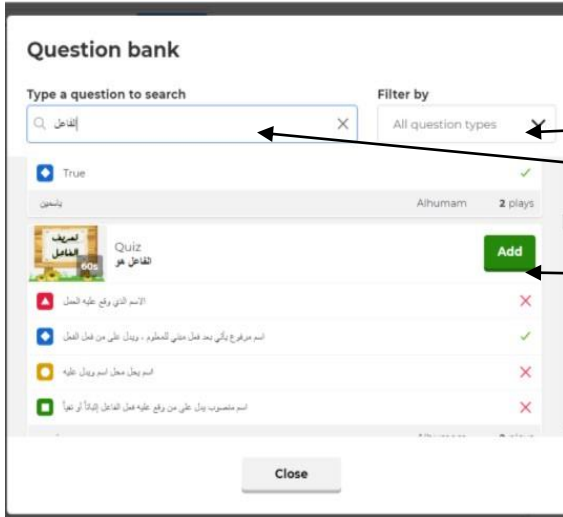 Question bank
Type a question to search
Filter by
الفاعل
All question types
True
ياسمين
Alhumam
2 plays
تعريف
الفاعل
60s
Quiz
الفاعل هو
Add
الاسم الذي وقع عليه العمل
اسم مرفوع يأتي بعد فعل مبني للمعلوم ، ويدل على من فعل الفعل
اسم يحل محل اسم ويدل عليه
اسم منصوب يدل على من وقع عليه فعل الفاعل إثباتاً أو نفياً
Close